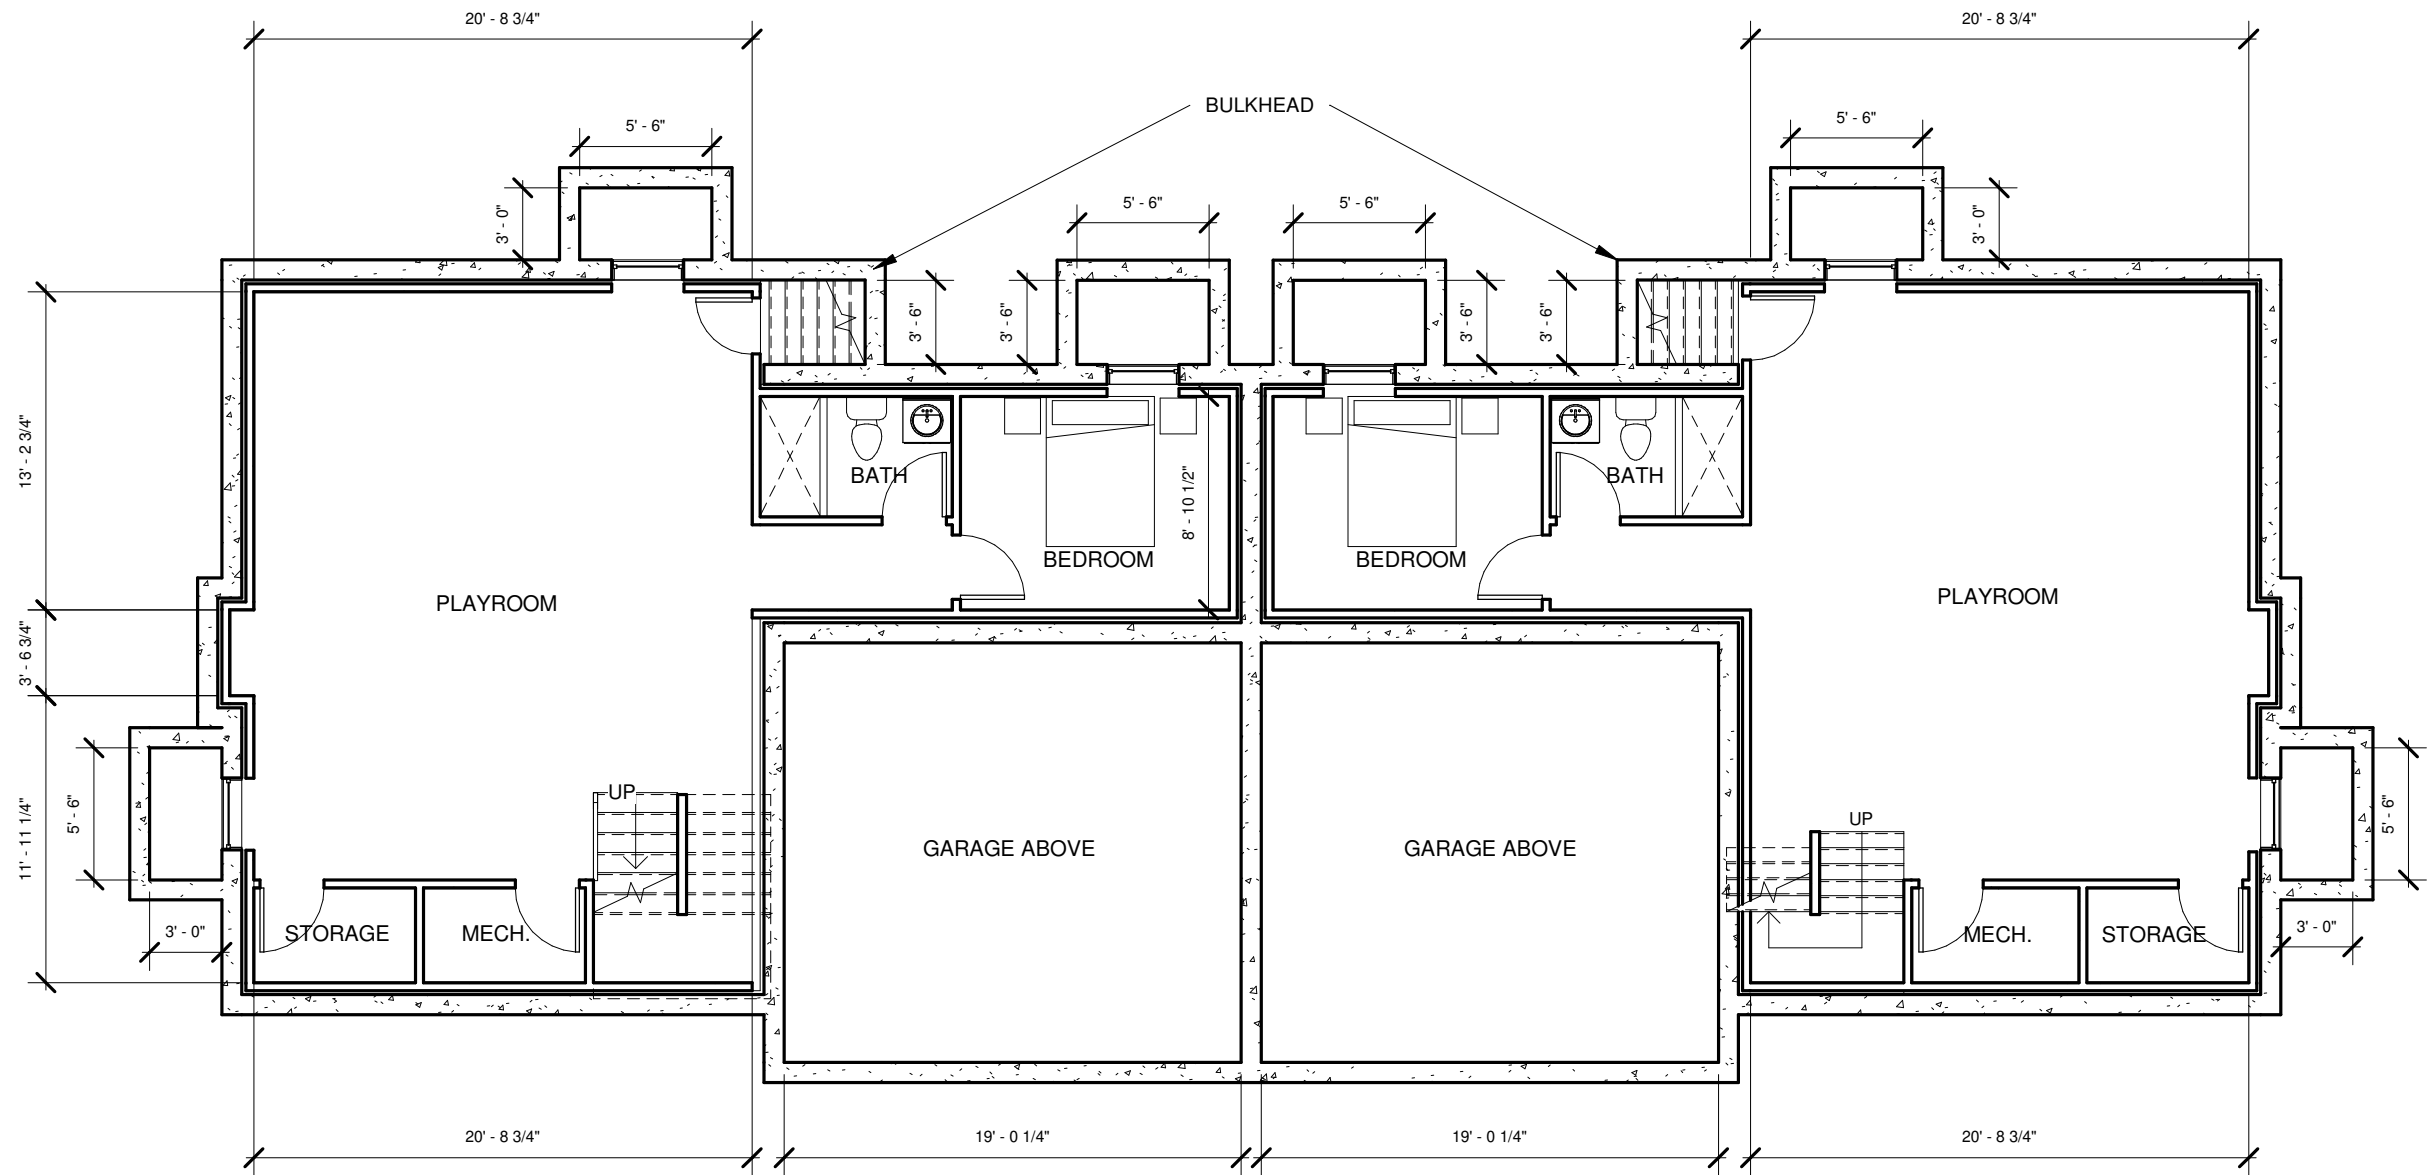 20' - 8 3/4"
20' - 8 3/4"
BULKHEAD
5' - 6"
5' - 6"
5' - 6"
5' - 6"
3' - 0"
3' - 0"
3' - 6"
3' - 6"
3' - 6"
3' - 6"
13' - 2 3/4"
BATH
8' - 10 1/2"
BATH
BEDROOM
BEDROOM
PLAYROOM
PLAYROOM
3' - 6 3/4"
UP
UP
5' - 6"
5' - 6"
11' - 11 1/4"
GARAGE ABOVE
GARAGE ABOVE
3' - 0"
STORAGE
MECH.
MECH.
STORAGE
3' - 0"
20' - 8 3/4"
19' - 0 1/4"
19' - 0 1/4"
20' - 8 3/4"